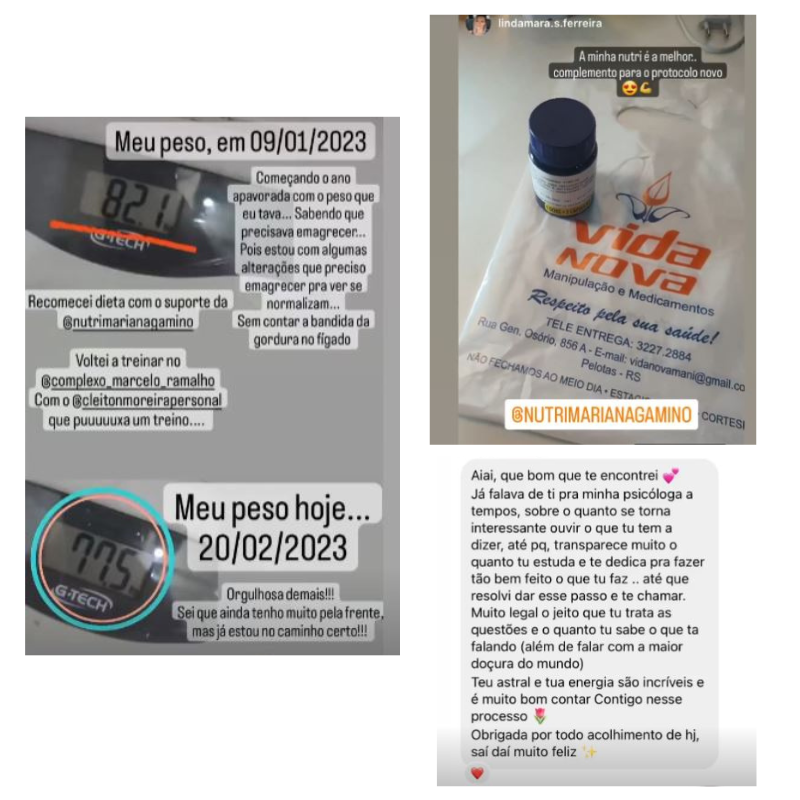 Meu peso, em 09/01/2023
82.1
G-TECH
Começando o ano
apavorada com o peso que
eu tava... Sabendo que
precisava emagrecer...
Pois estou com algumas
alterações que preciso
emagrecer pra ver se
normalizam...
Sem contar a bandida da
gordura no fígado
Recomecei dieta com o suporte da
@nutrimarianagamino
Voltei a treinar no
@complexo_marcelo_ramalho
Com o @cleitonmoreirapersonal
que puuuuuxa um treino....
Meu peso hoje...
20/02/2023
77.5
G-TECH
Orgulhosa demais!!!
Sei que ainda tenho muito pela frente,
mas já estou no caminho certo!!!
lindamara.s.ferreira
A minha nutri é a melhor..
complemento para o protocolo novo
😍💪
vida
nova
Manipulação e Medicamentos
Respeito pela sua saúde!
TELE ENTREGA: 3227.2884
Rua Gen. Osório, 856 A - E-mail: vidanovamani@gmail.co
Pelotas - RS
NÃO FECHAMOS AO MEIO DIA • ESTAC
CORTESI
@NUTRIMARIANAGAMINO
Aiai, que bom que te encontrei 💕
Já falava de ti pra minha psicóloga a
tempos, sobre o quanto se torna
interessante ouvir o que tu tem a
dizer, até pq, transparece muito o
quanto tu estuda e te dedica pra fazer
tão bem feito o que tu faz .. até que
resolvi dar esse passo e te chamar.
Muito legal o jeito que tu trata as
questões e o quanto tu sabe o que ta
falando (além de falar com a maior
doçura do mundo)
Teu astral e tua energia são incríveis e
é muito bom contar Contigo nesse
processo 🌷
Obrigada por todo acolhimento de hj,
saí daí muito feliz ✨
❤️